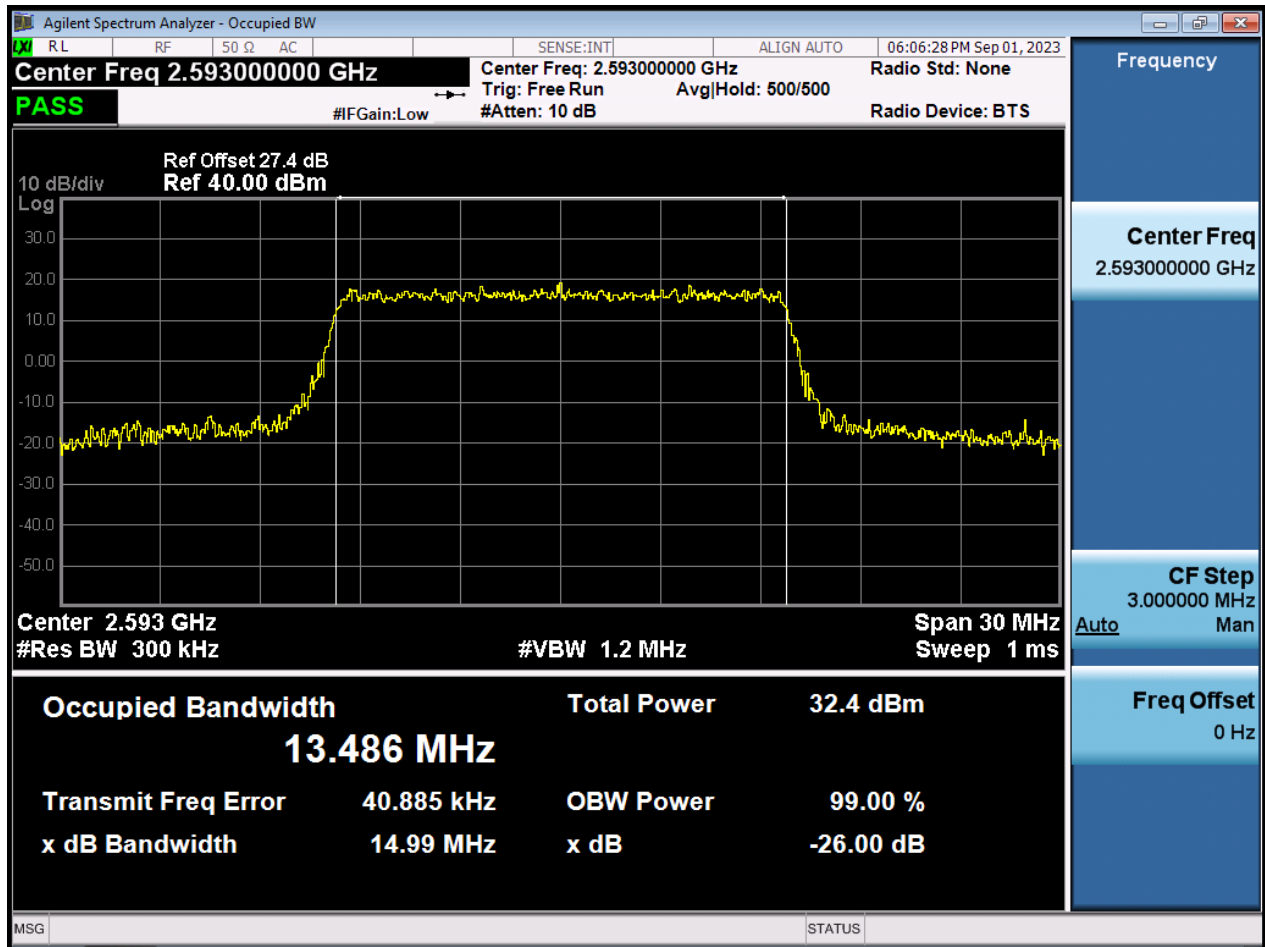 Agilent Spectrum Analyzer - Occupied BW
LXI RL RF 50 Ω AC SENSE:INT ALIGN AUTO 06:06:28 PM Sep 01, 2023
Center Freq 2.593000000 GHz
Center Freq: 2.593000000 GHz
Radio Std: None
Trig: Free Run Avg|Hold: 500/500
PASS
#IFGain:Low
#Atten: 10 dB
Radio Device: BTS
Ref Offset 27.4 dB
10 dB/div Ref 40.00 dBm
Log
30.0
20.0
10.0
0.00
-10.0
-20.0
-30.0
-40.0
-50.0
Center 2.593 GHz Span 30 MHz
#Res BW 300 kHz #VBW 1.2 MHz Sweep 1 ms
Occupied Bandwidth Total Power 32.4 dBm
13.486 MHz
Transmit Freq Error 40.885 kHz OBW Power 99.00 %
x dB Bandwidth 14.99 MHz x dB -26.00 dB
MSG STATUS
Frequency
Center Freq
2.593000000 GHz
CF Step
3.000000 MHz
Auto Man
Freq Offset
0 Hz